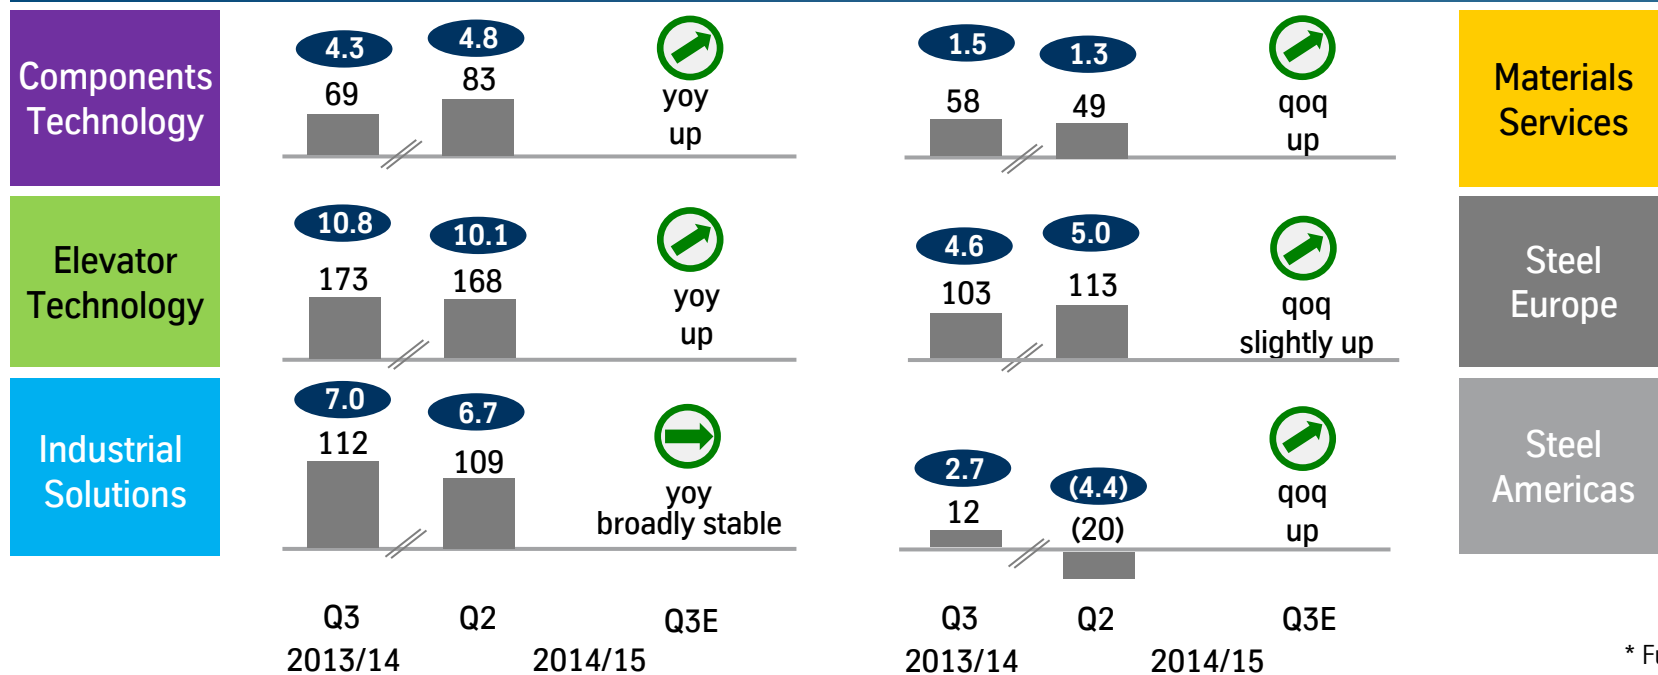 Components
Technology
4.3
4.8
69
83
yoy
up
1.5
1.3
58
49
qoq
up
Materials
Services
Elevator
Technology
10.8
10.1
173
168
yoy
up
4.6
5.0
103
113
qoq
slightly up
Steel
Europe
Industrial
Solutions
7.0
6.7
112
109
yoy
broadly stable
2.7
(4.4)
12
(20)
qoq
up
Steel
Americas
Q3
Q2
Q3E
2013/14
2014/15
Q3
Q2
Q3E
2013/14
2014/15
*